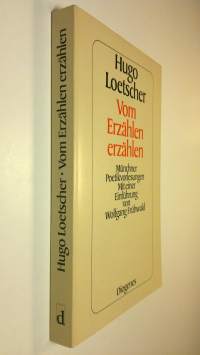 Hugo
Loetscher
Vom
Erzählen
erzählen
Münchner
Poetikvorlesungen
Mit einer
Einführung
von
Wolfgang Frühwald
Diogenes
Hugo Loetscher · Vom Erzählen erzählen
d